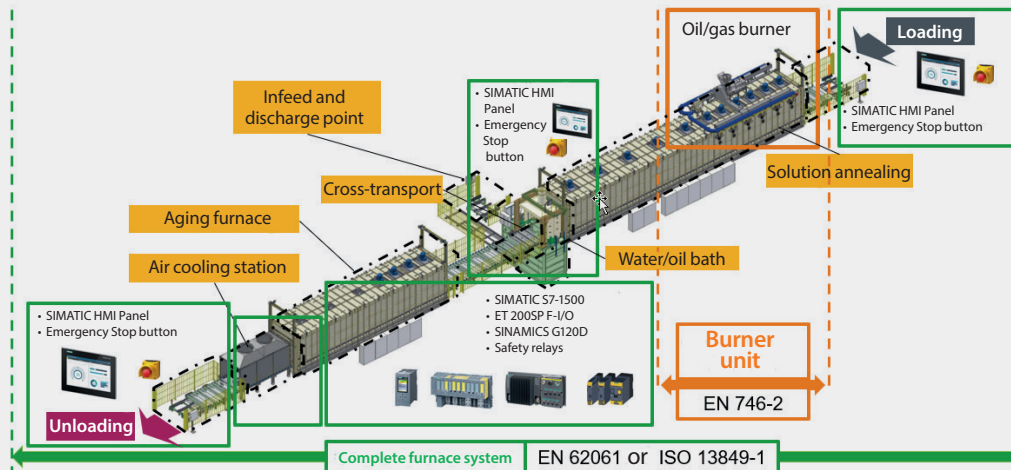 Oil/gas burner
Loading
• SIMATIC HMI Panel
• Emergency Stop button
Infeed and
discharge point
• SIMATIC HMI
Panel
• Emergency
Stop
button
Solution annealing
Cross-transport
Aging furnace
Water/oil bath
Air cooling station
• SIMATIC HMI Panel
• Emergency Stop button
• SIMATIC S7-1500
• ET 200SP F-I/O
• SINAMICS G120D
• Safety relays
Burner
unit
EN 746-2
Unloading
Complete furnace system
EN 62061 or ISO 13849-1